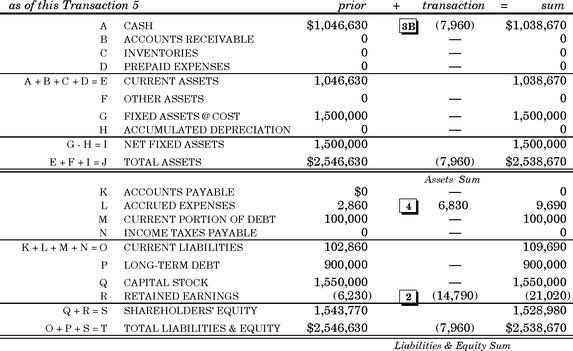 as of this Transaction 5 prior + transaction = sum
A CASH $1,046,630 3B (7,960) $1,038,670
B ACCOUNTS RECEIVABLE 0 — 0
C INVENTORIES 0 — 0
D PREPAID EXPENSES 0 — 0
A + B + C + D = E CURRENT ASSETS 1,046,630 1,038,670
F OTHER ASSETS 0 — 0
G FIXED ASSETS @ COST 1,500,000 — 1,500,000
H ACCUMULATED DEPRECIATION 0 — 0
G - H = I NET FIXED ASSETS 1,500,000 1,500,000
E + F + I = J TOTAL ASSETS $2,546,630 (7,960) $2,538,670
Assets Sum
K ACCOUNTS PAYABLE $0 — 0
L ACCRUED EXPENSES 2,860 4 6,830 9,690
M CURRENT PORTION OF DEBT 100,000 — 100,000
N INCOME TAXES PAYABLE 0 — 0
K + L + M + N = O CURRENT LIABILITIES 102,860 109,690
P LONG-TERM DEBT 900,000 — 900,000
Q CAPITAL STOCK 1,550,000 — 1,550,000
R RETAINED EARNINGS (6,230) 2 (14,790) (21,020)
Q + R = S SHAREHOLDERS' EQUITY 1,543,770 1,528,980
O + P + S = T TOTAL LIABILITIES & EQUITY $2,546,630 (7,960) $2,538,670
Liabilities & Equity Sum